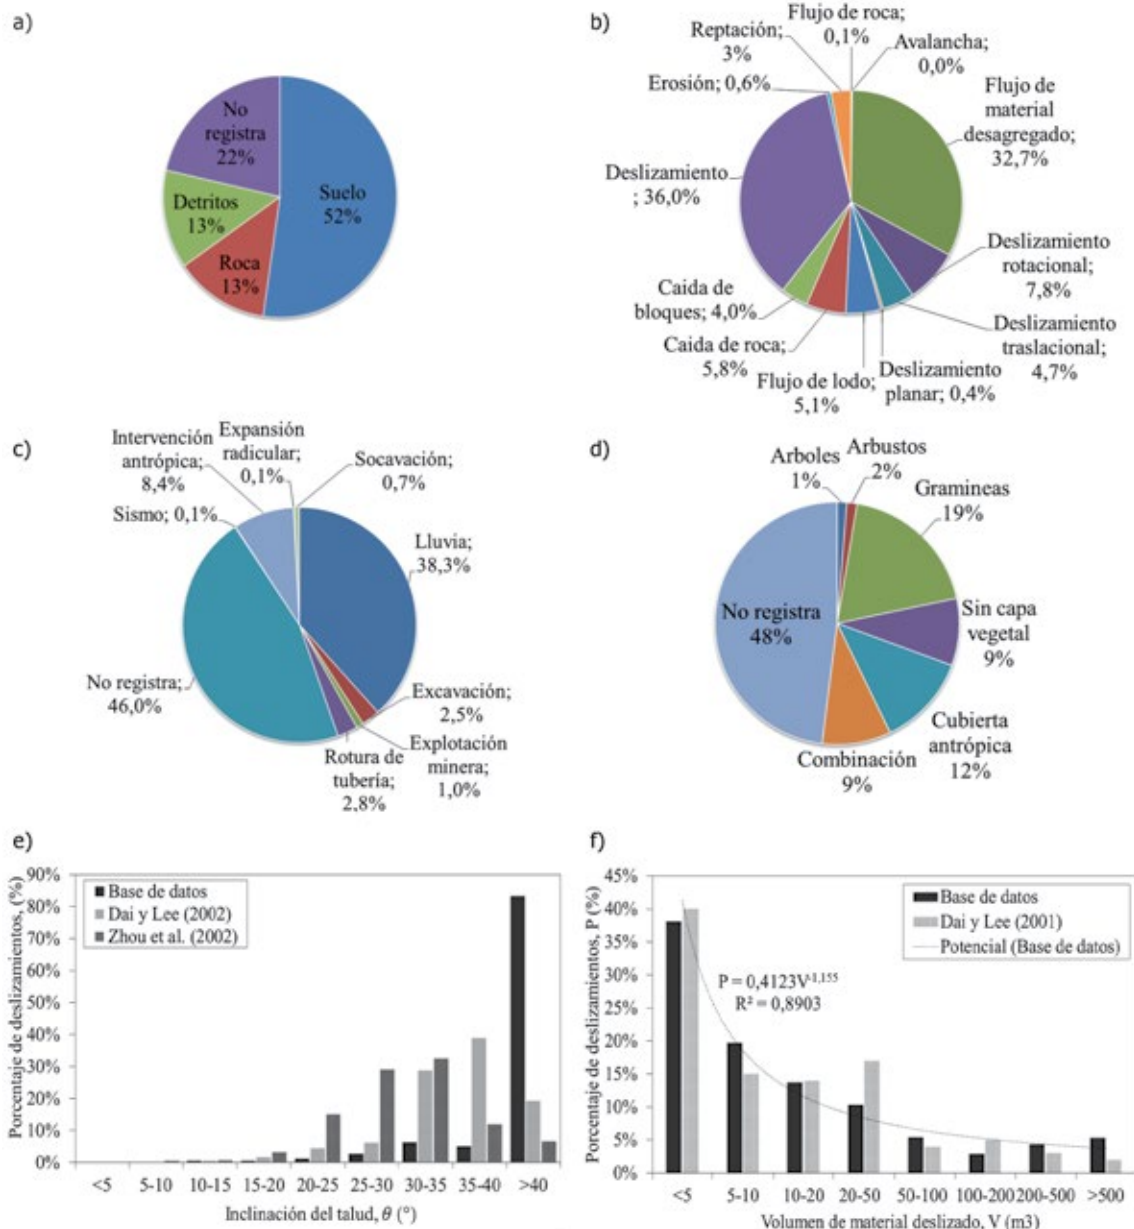 a)
No
registra
22%
Suelo
52%
Detritos
13%
Roca
13%
b)
Flujo de roca;
0,1%
Reptación;
3%
Avalancha;
0,0%
Erosión; 0,6%
Flujo de
material
desagregado;
32,7%
Deslizamiento
; 36,0%
Deslizamiento
rotacional;
7,8%
Caida de
bloques; 4,0%
Deslizamiento
traslacional;
4,7%
Caida de roca;
5,8%
Flujo de lodo;
5,1%
Deslizamiento
planar; 0,4%
c)
Intervención
antrópica;
8,4%
Expansión
radicular;
0,1%
Socavación;
0,7%
Sismo; 0,1%
Lluvia;
38,3%
No registra;
46,0%
Excavación;
2,5%
Rotura de
tubería;
2,8%
Explotación
minera;
1,0%
d)
Arboles
1%
Arbustos
2%
Gramineas
19%
No registra
48%
Sin capa
vegetal
9%
Cubierta
antrópica
12%
Combinación
9%
e)
Porcentaje de deslizamientos, (%)
90%
80%
70%
60%
50%
40%
30%
20%
10%
0%
Base de datos
Dai y Lee (2002)
Zhou et al. (2002)
<5 5-10 10-15 15-20 20-25 25-30 30-35 35-40 >40
Inclinación del talud, θ (°)
f)
Porcentaje de deslizamientos, P (%)
45%
40%
35%
30%
25%
20%
15%
10%
5%
0%
Base de datos
Dai y Lee (2001)
Potencial (Base de datos)
P = 0,4123V^-1,155
R² = 0,8903
<5 5-10 10-20 20-50 50-100 100-200 200-500 >500
Volumen de material deslizado, V (m3)